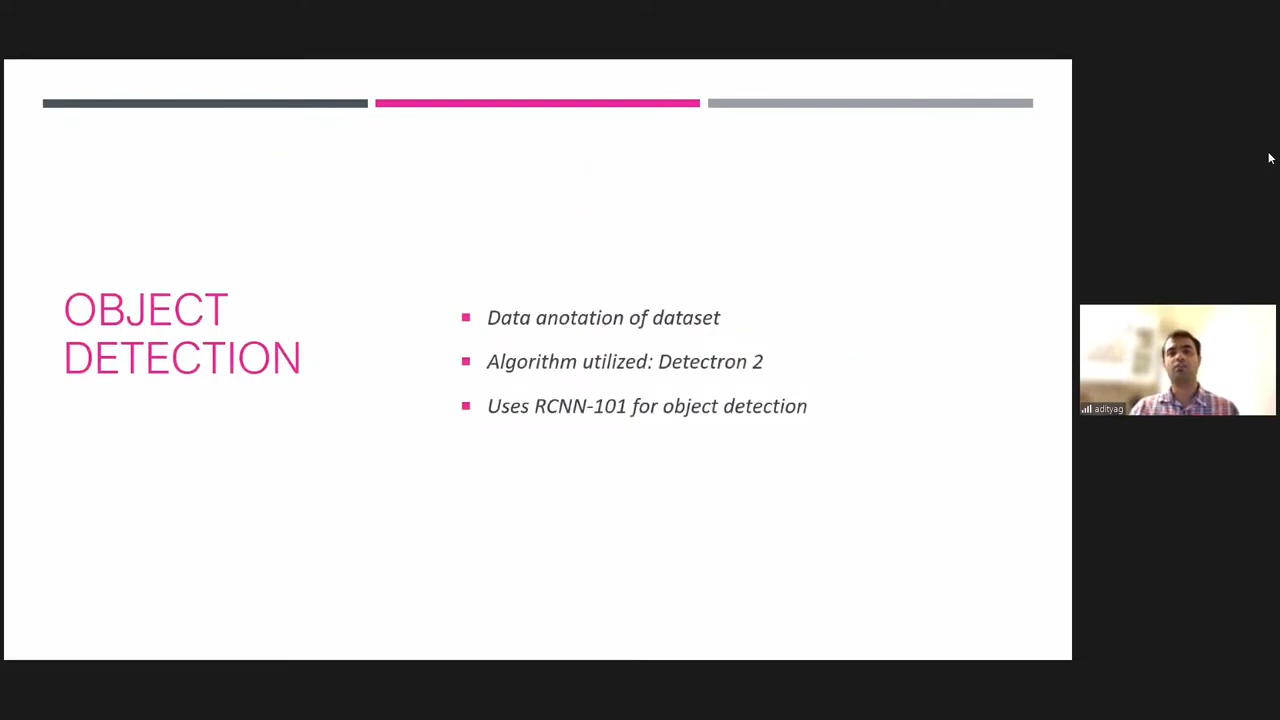 OBJECT
DETECTION
Data anotation of dataset
Algorithm utilized: Detectron 2
Uses RCNN-101 for object detection
adityag